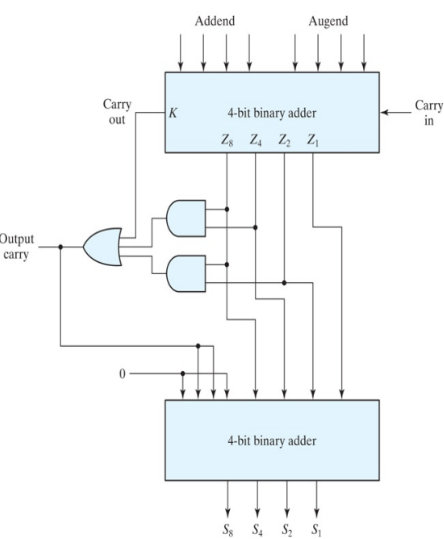 Addend Augend
Carry out
K
4-bit binary adder
Carry in
Z8 Z4 Z2 Z1
Output carry
0
4-bit binary adder
S8 S4 S2 S1